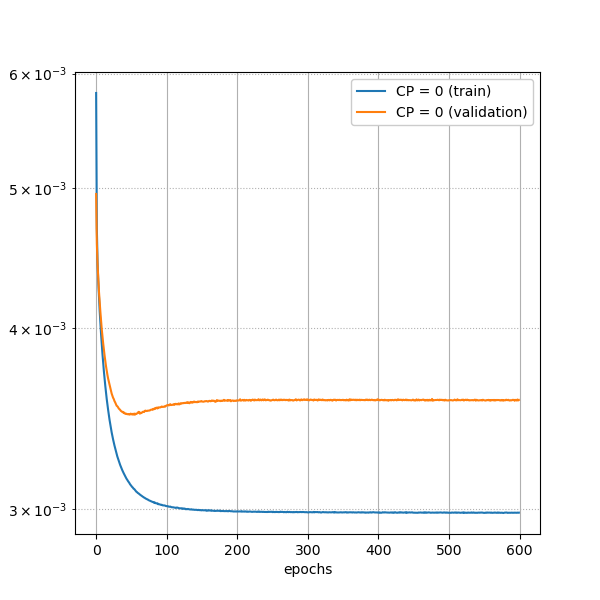 6 × 10⁻³
5 × 10⁻³
4 × 10⁻³
3 × 10⁻³
CP = 0 (train)
CP = 0 (validation)
0 100 200 300 400 500 600
epochs